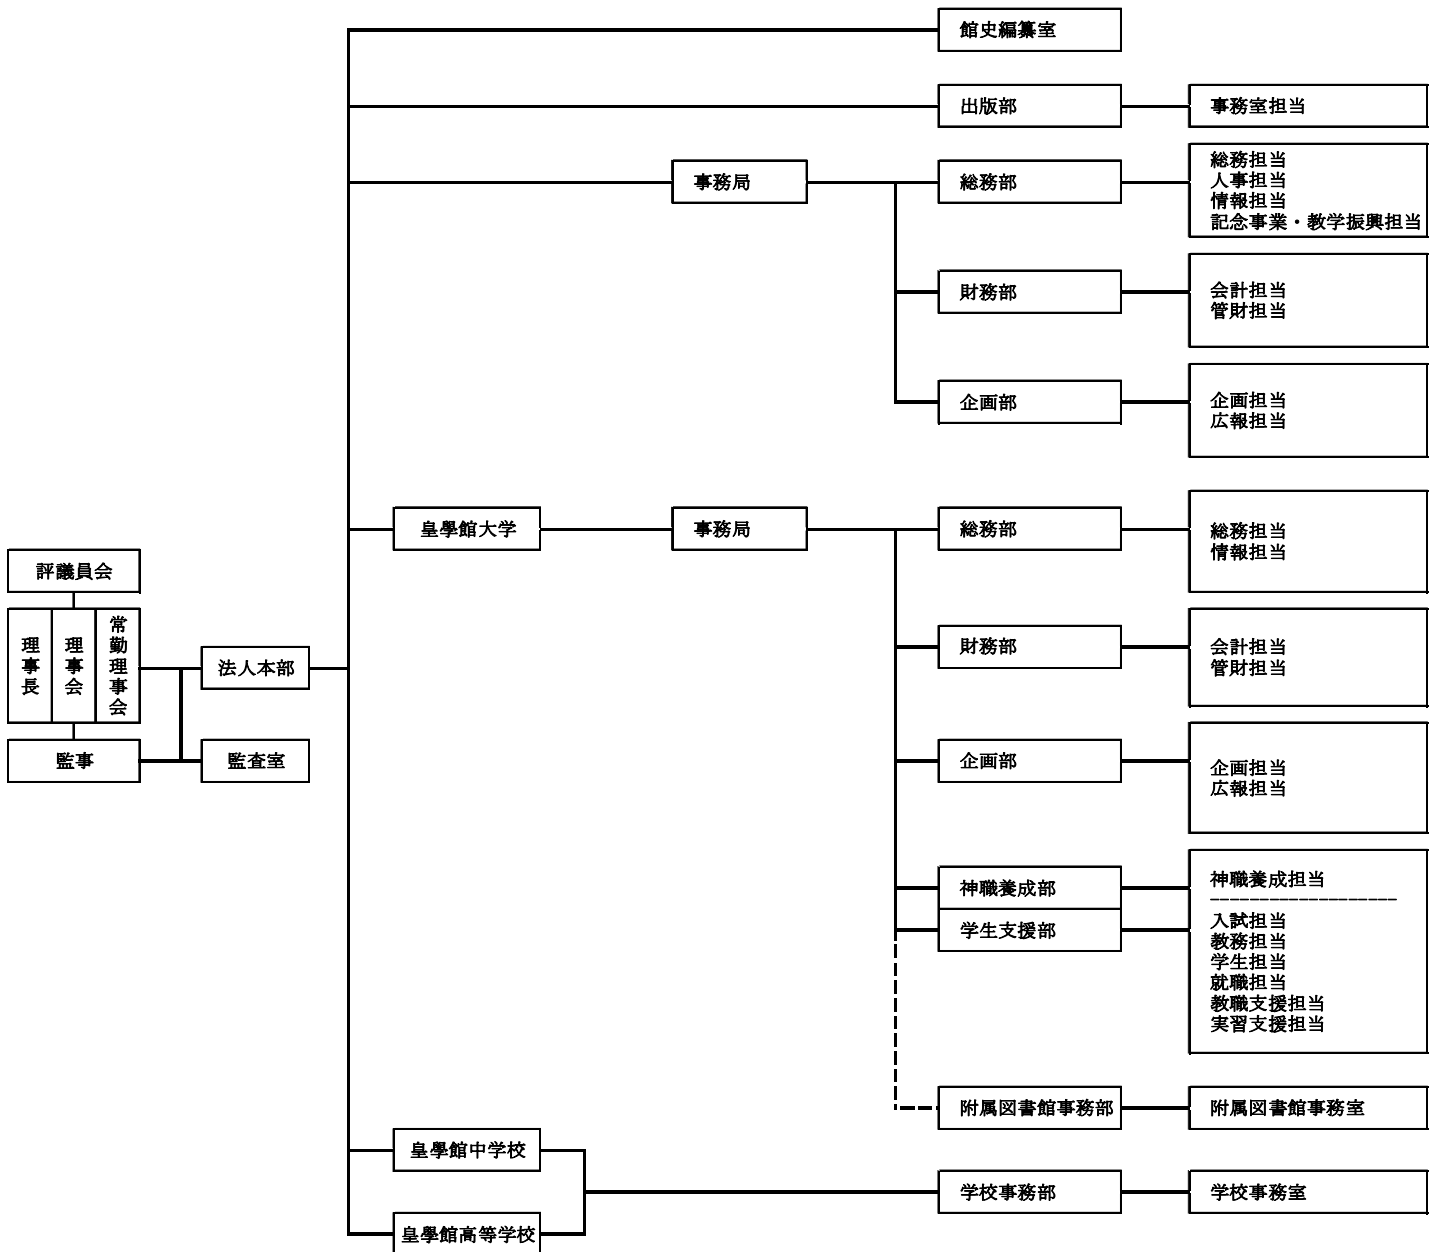 館史編纂室
出版部
事務室担当
事務局
総務部
総務担当
人事担当
情報担当
記念事業・教学振興担当
財務部
会計担当
管財担当
企画部
企画担当
広報担当
皇學館大学
事務局
総務部
総務担当
情報担当
評議員会
理事長
理事会
常勤理事会
法人本部
財務部
会計担当
管財担当
監事
監査室
企画部
企画担当
広報担当
神職養成部
神職養成担当
学生支援部
入試担当
教務担当
学生担当
就職担当
教職支援担当
実習支援担当
附属図書館事務部
附属図書館事務室
皇學館中学校
学校事務部
学校事務室
皇學館高等学校